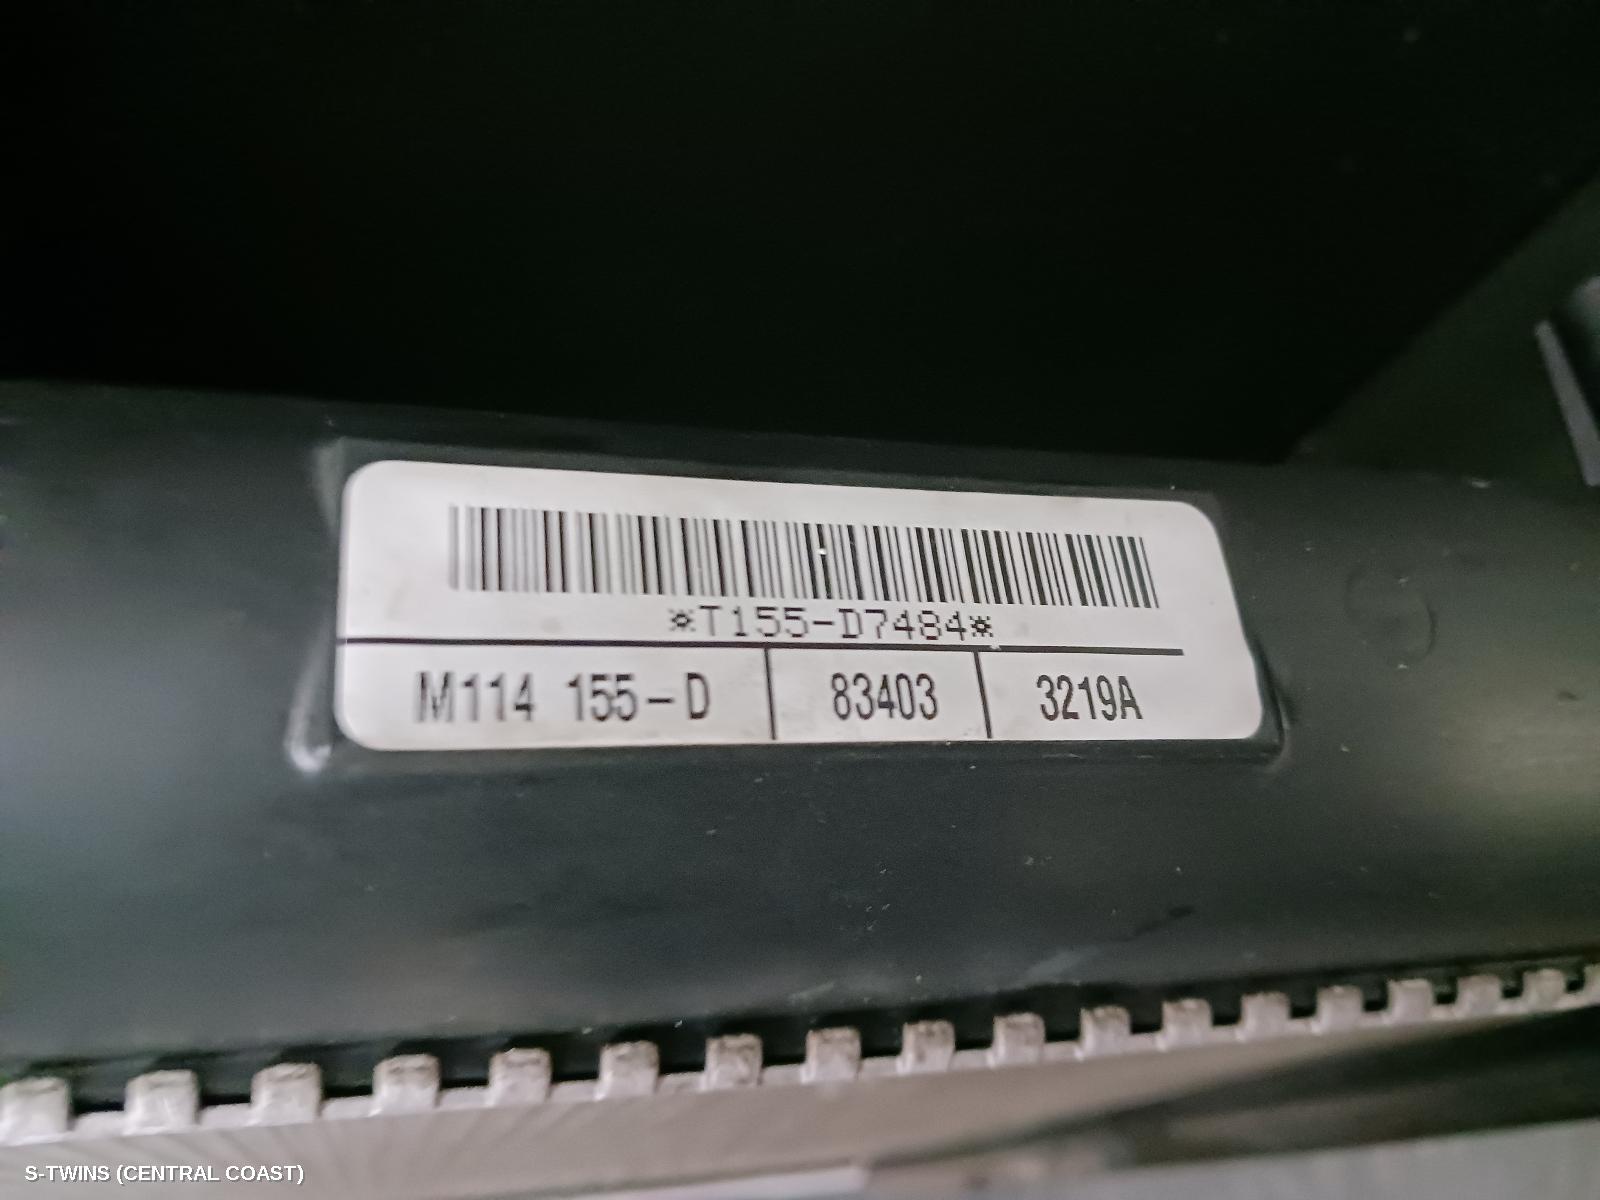 *T155-D7484*
M114 155-D 83403 3219A
S-TWINS (CENTRAL COAST)